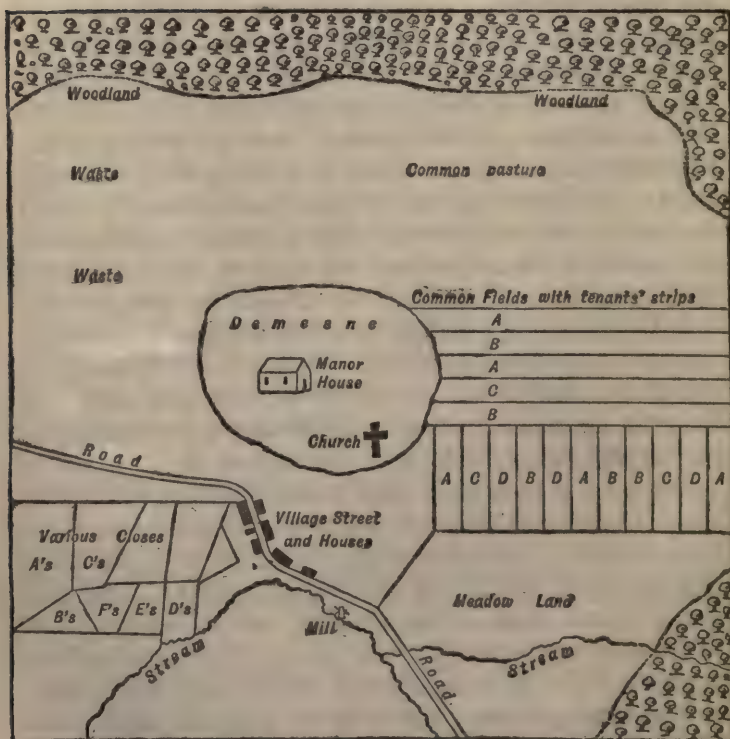 Woodland
Woodland
Waste
Common pasture
Waste
Common Fields with tenants' strips
A
Demesne
B
Manor
House
A
C
B
Church
Road
A C D B D A B B C D A
Village Street
and Houses
Various Closes
A's C's
B's F's E's D's
Meadow Land
Mill
Stream
Road
Stream